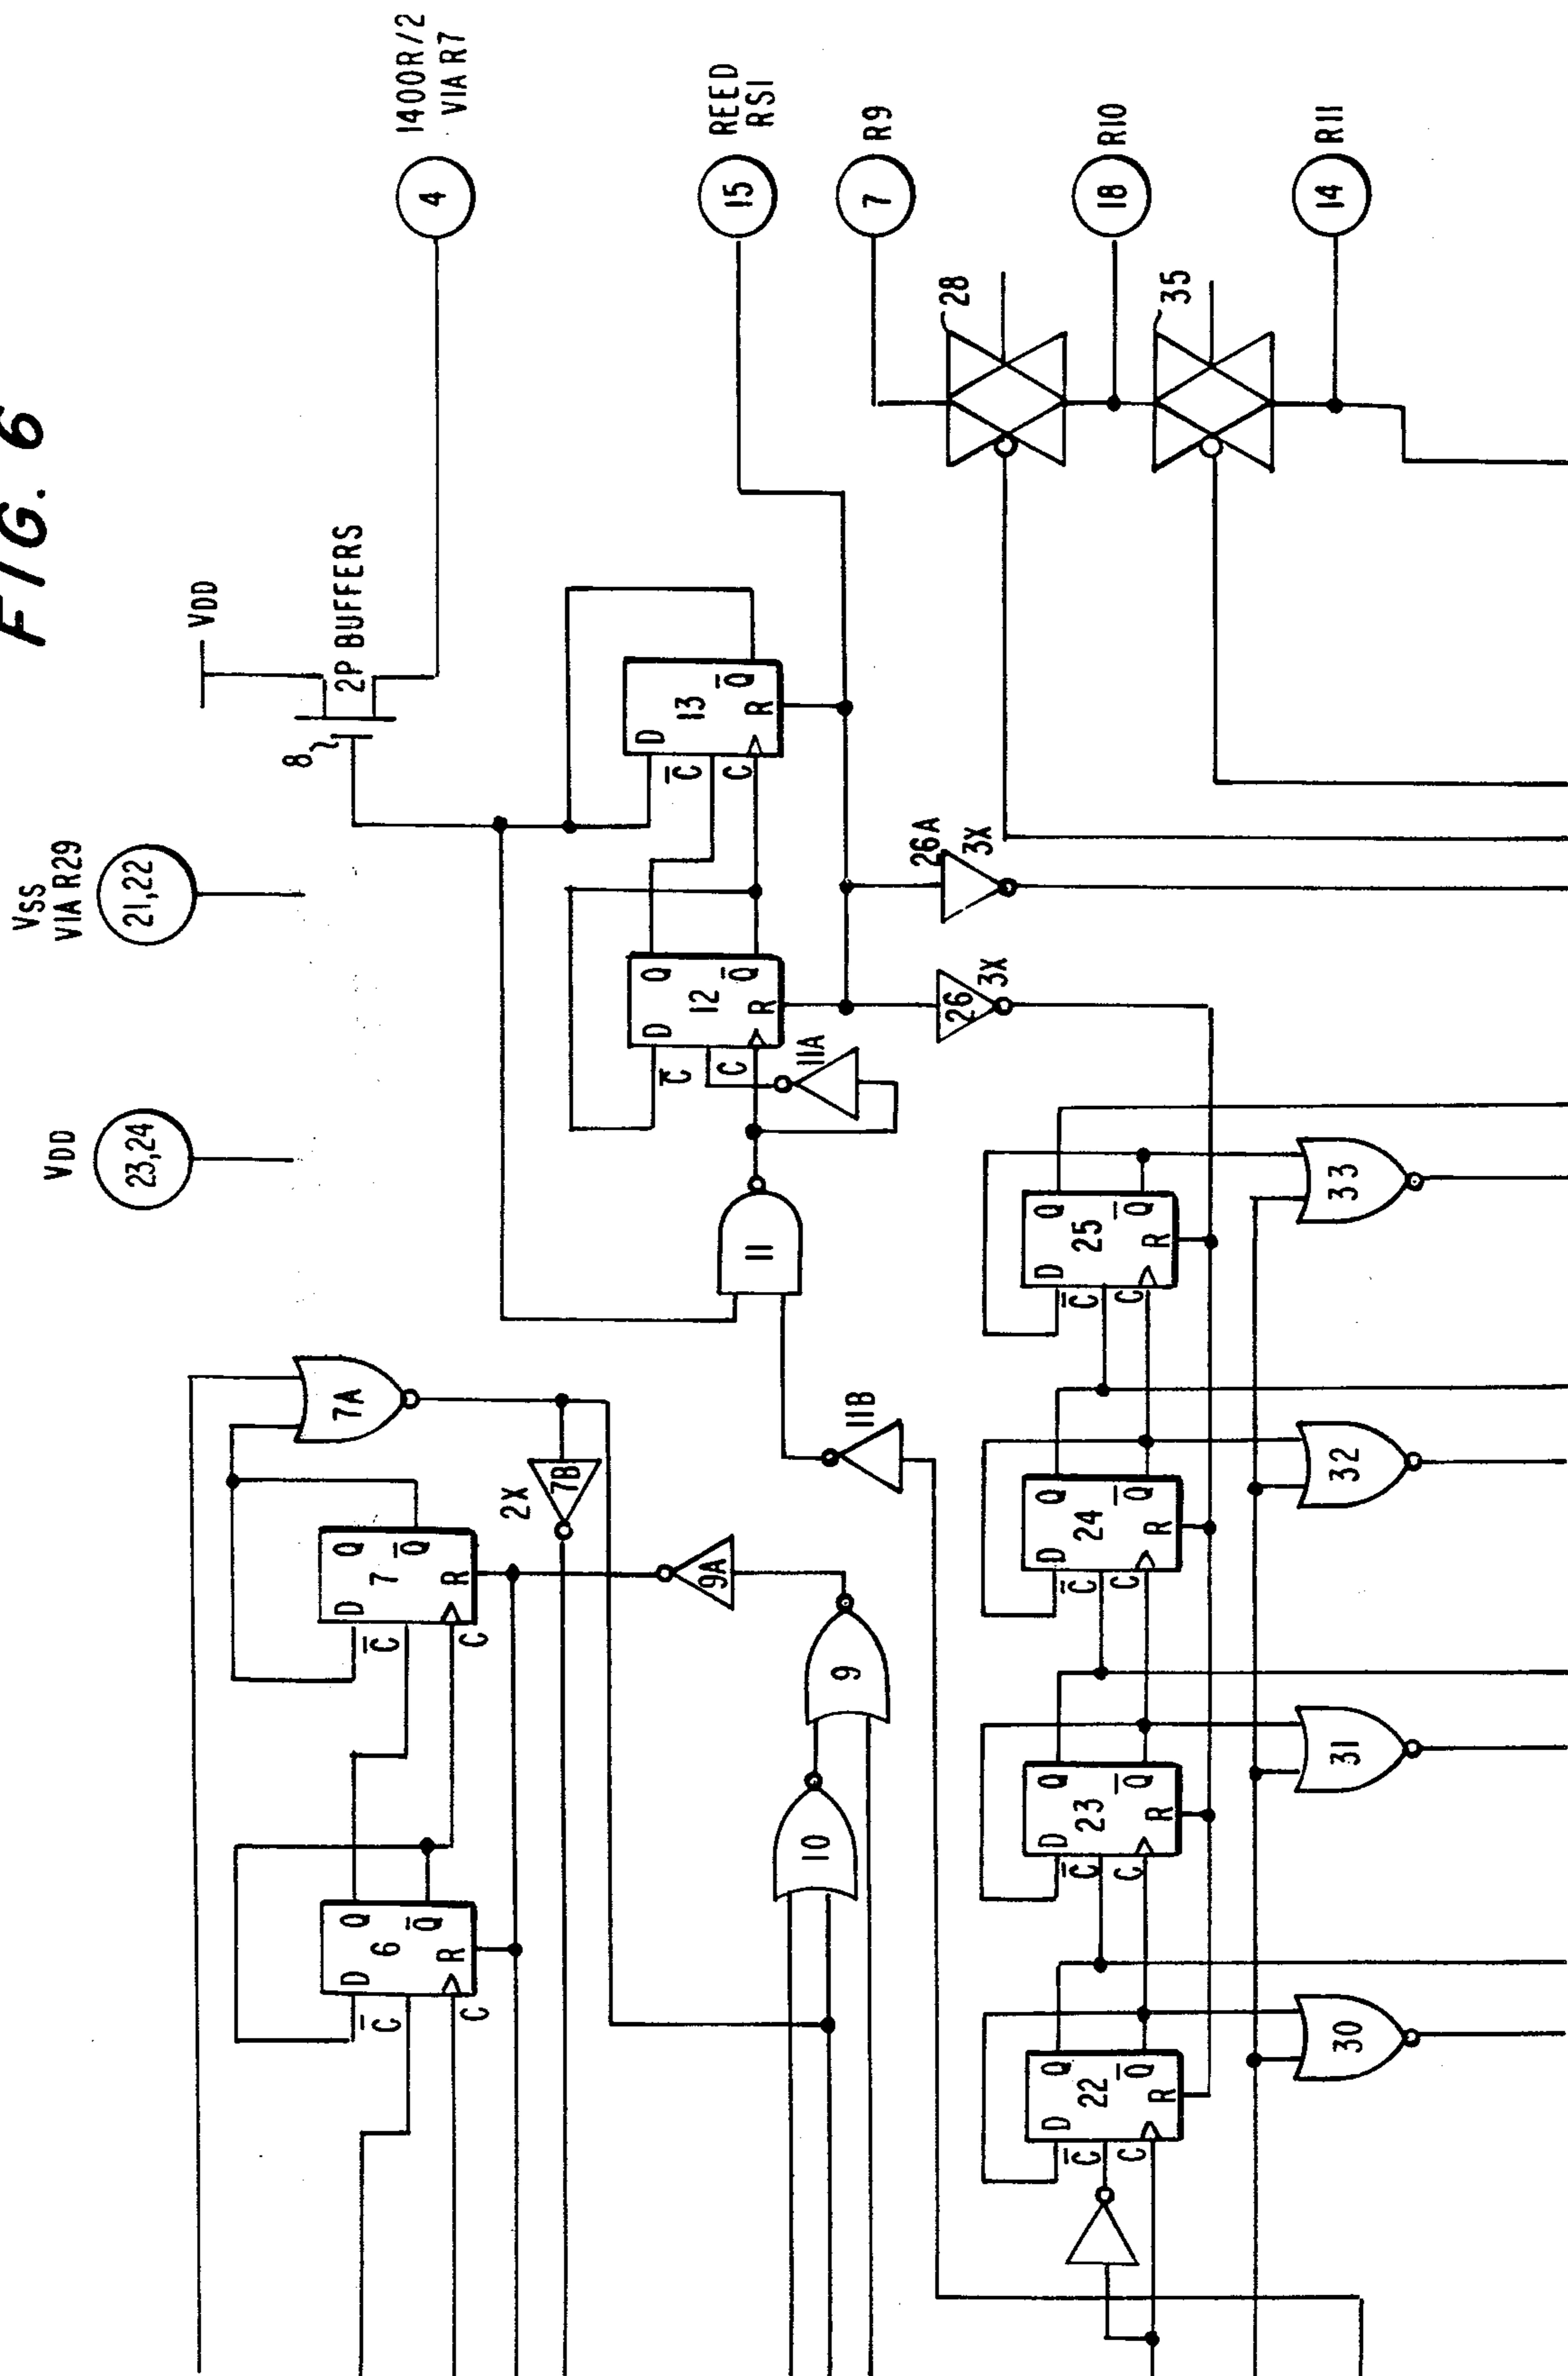 FIG. 6
VSS
VIA R29
21,22
VDD
23,24
VDD
8
2P BUFFERS
1400R/2
VIA R7
4
REED
RS1
15
R9
7
R10
18
R11
14
28
35
D
C̅
C
13
Q̅
R
D
C̅
C
12
Q
Q̅
R
11A
11
11B
26A
3X
26
3X
7A
7B
2X
D
C̅
C
7
Q
Q̅
R
D
C̅
C
6
Q
Q̅
R
9A
9
10
D
C̅
C
25
Q
Q̅
R
33
D
C̅
C
24
Q
Q̅
R
32
D
C̅
C
23
Q
Q̅
R
31
D
C̅
C
22
Q
Q̅
R
30